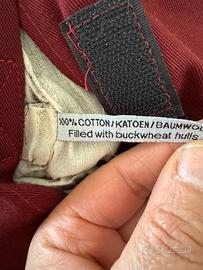 100% COTTON/KATOEN/BAUMWO
Filled with buckwheat hulls